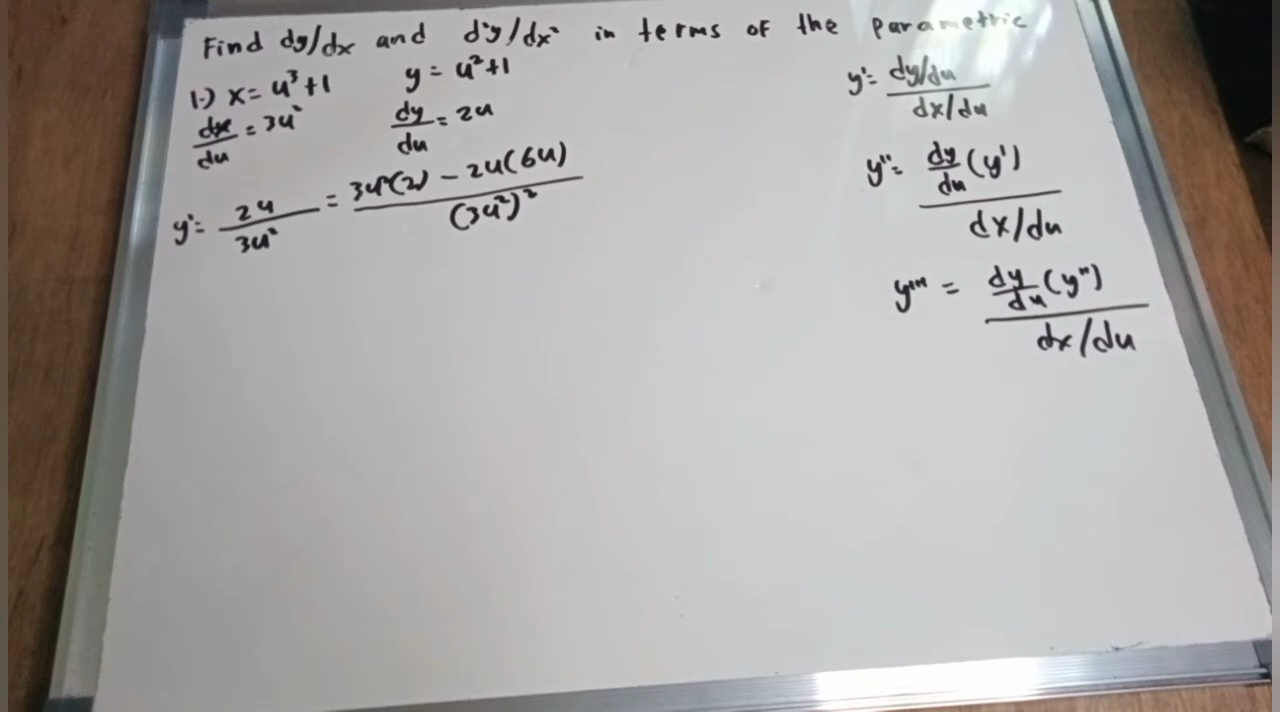 Find dy/dx and d²y/dx² in terms of the parametric
1.) x = u³+1 y = u²+1
dx/du = 3u² dy/du = 2u
y' = 2u/3u² = 3u²(2) - 2u(6u)/(3u²)²
y' = dy/du / dx/du
y'' = dy/du (y') / dx/du
y''' = dy/du (y'') / dx/du